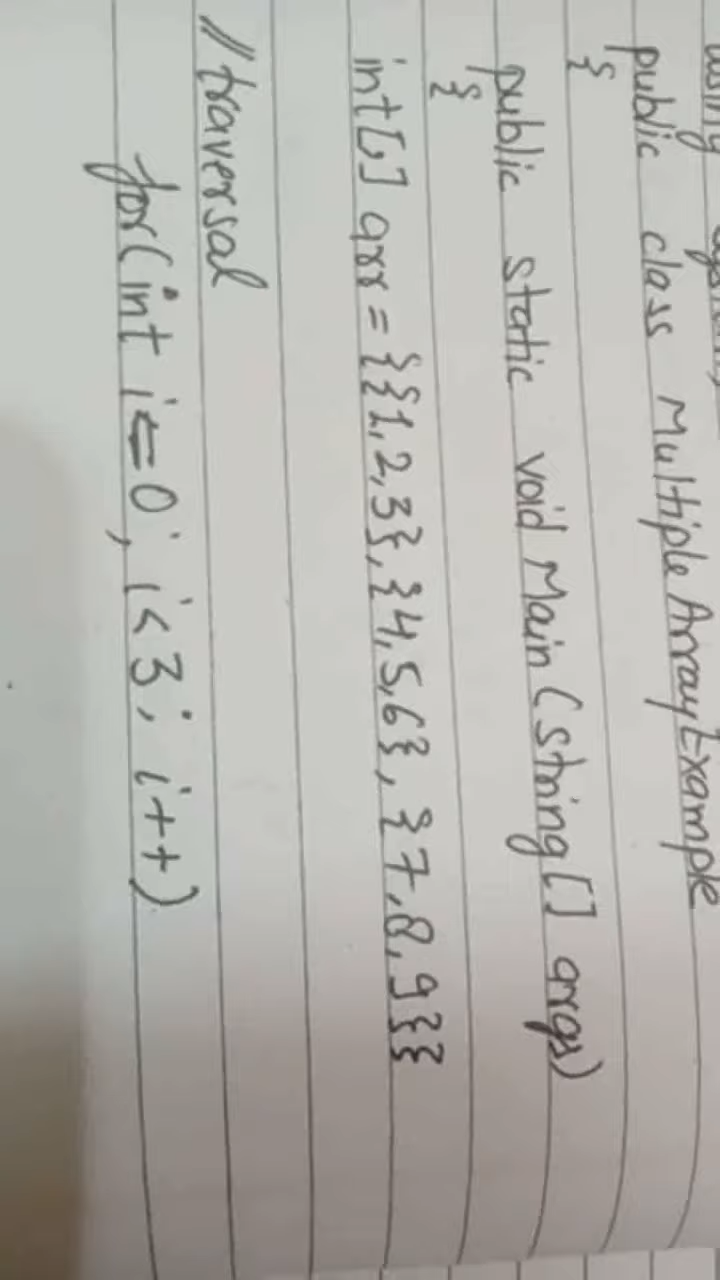 public class MultipleArrayExample
{
public static void Main (string[] args)
{
int[,] arr = {{1,2,3},{4,5,6},{7,8,9}}
//traversal
for(int i=0; i<3; i++)